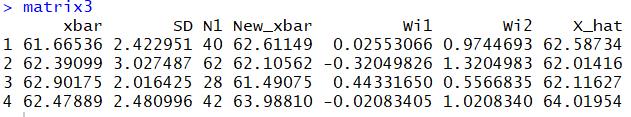 > matrix3
xbar SD N1 New_xbar Wi1 Wi2 X_hat
1 61.66536 2.422951 40 62.61149 0.02553066 0.9744693 62.58734
2 62.39099 3.027487 62 62.10562 -0.32049826 1.3204983 62.01416
3 62.90175 2.016425 28 61.49075 0.44331650 0.5566835 62.11627
4 62.47889 2.480996 42 63.98810 -0.02083405 1.0208340 64.01954